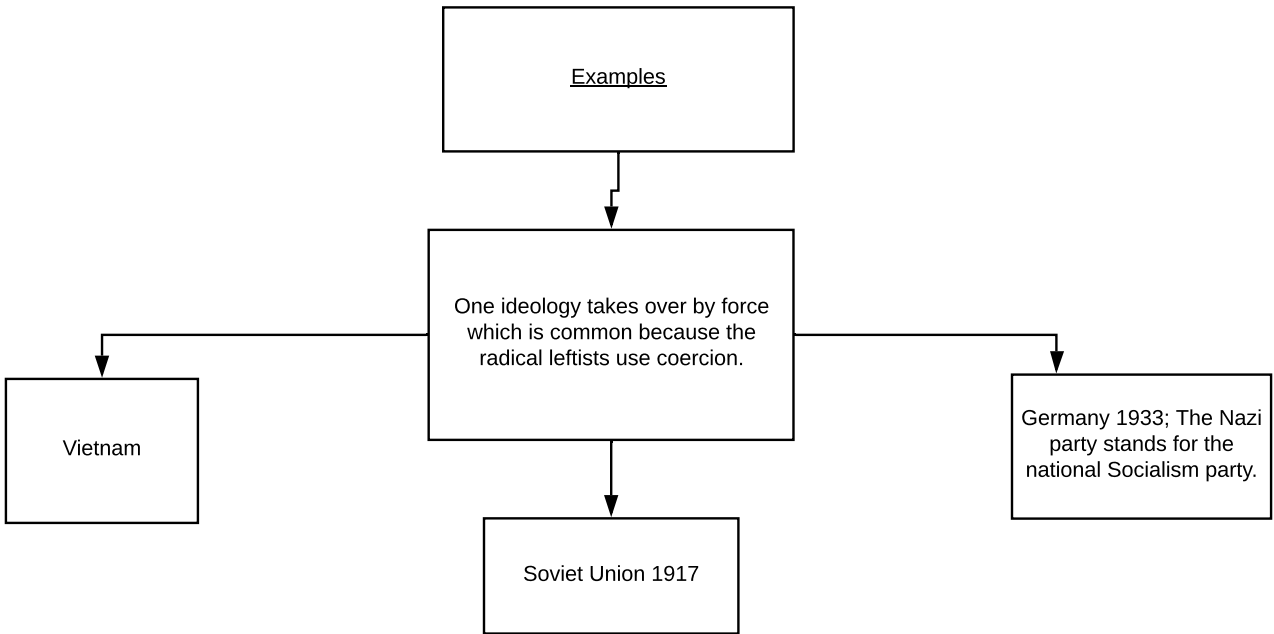 Examples
One ideology takes over by force
which is common because the
radical leftists use coercion.
Vietnam
Germany 1933; The Nazi
party stands for the
national Socialism party.
Soviet Union 1917